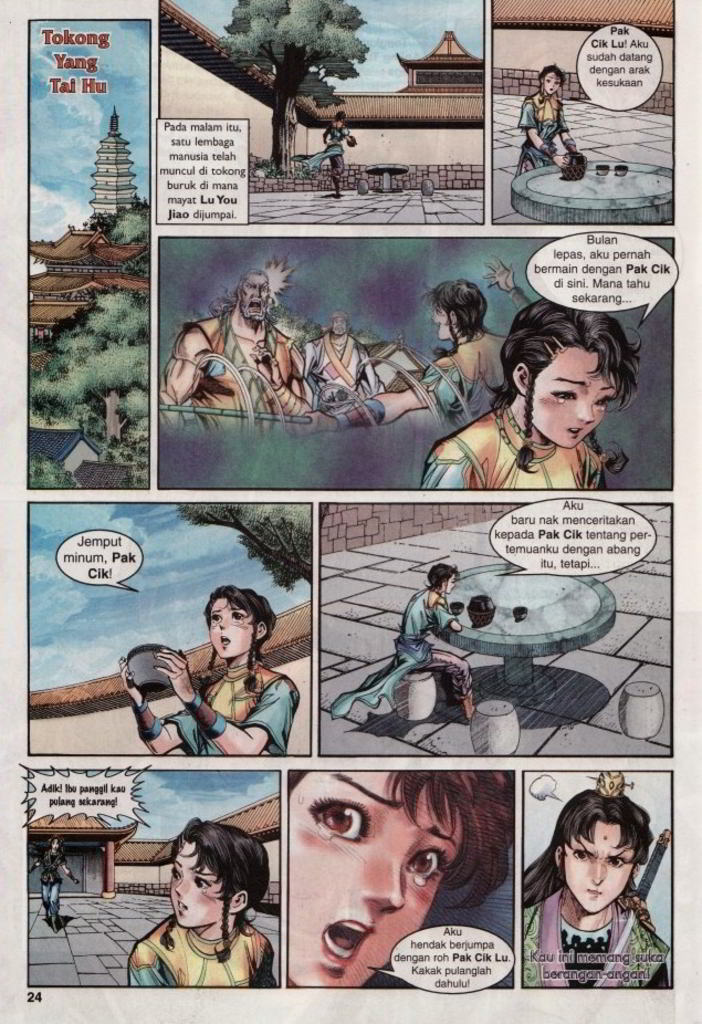 Tokong
Yang
Tai Hu
Pada malam itu,
satu lembaga
manusia telah
muncul di tokong
buruk di mana
mayat Lu You
Jiao dijumpai.
Pak
Cik Lu! Aku
sudah datang
dengan arak
kesukaan
Bulan
lepas, aku pernah
bermain dengan Pak Cik
di sini. Mana tahu
sekarang...
Jemput
minum, Pak
Cik!
Aku
baru nak menceritakan
kepada Pak Cik tentang per-
temuanku dengan abang
itu, tetapi...
Adik! Ibu panggil kau
pulang sekarang!
Aku
hendak berjumpa
dengan roh Pak Cik Lu.
Kakak pulanglah
dahulu!
Kau ini memang suka
berangan-angan!
24